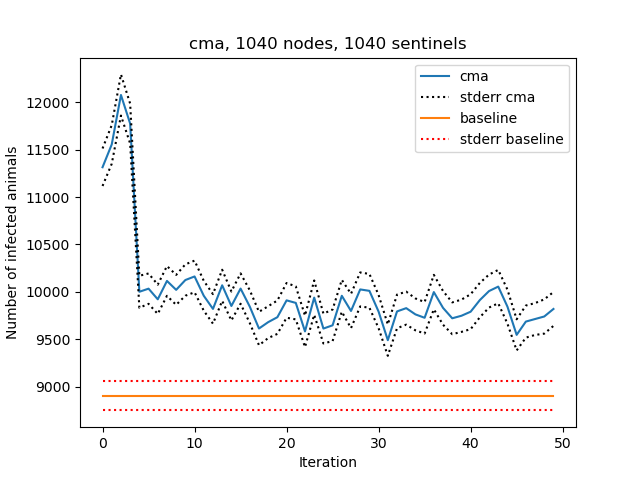 cma, 1040 nodes, 1040 sentinels
cma
stderr cma
baseline
stderr baseline
Number of infected animals
12000
11500
11000
10500
10000
9500
9000
0 10 20 30 40 50
Iteration